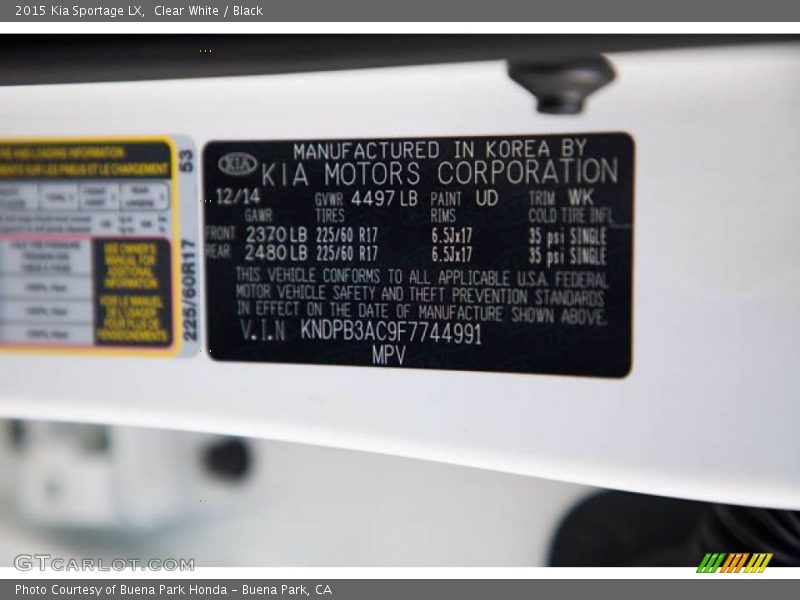 2015 Kia Sportage LX, Clear White / Black
53
225/60R17
SEE OWNER'S
MANUAL FOR
ADDITIONAL
INFORMATION
VOIR LE MANUEL
DE L'USAGER
POUR PLUS DE
RENSEIGNEMENTS
KIA
MANUFACTURED IN KOREA BY
KIA MOTORS CORPORATION
12/14 GVWR 4497 LB PAINT UD TRIM WK
GAWR TIRES RIMS COLD TIRE INFL.
FRONT 2370 LB 225/60 R17 6.5Jx17 35 psi SINGLE
REAR 2480 LB 225/60 R17 6.5Jx17 35 psi SINGLE
THIS VEHICLE CONFORMS TO ALL APPLICABLE U.S.A. FEDERAL
MOTOR VEHICLE SAFETY AND THEFT PREVENTION STANDARDS
IN EFFECT ON THE DATE OF MANUFACTURE SHOWN ABOVE.
V.I.N KNDPB3AC9F7744991
MPV
GTCARLOT.COM
Photo Courtesy of Buena Park Honda - Buena Park, CA